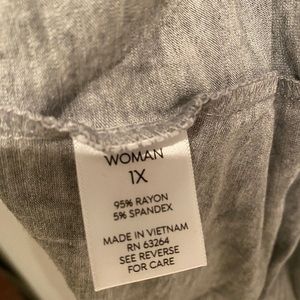 WOMAN
1X
95% RAYON
5% SPANDEX
MADE IN VIETNAM
RN 63264
SEE REVERSE
FOR CARE